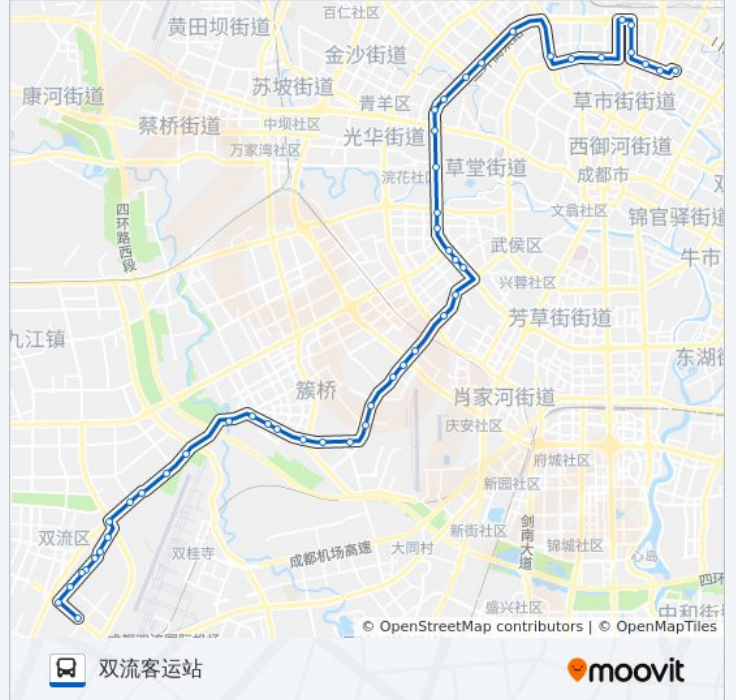 百仁社区
黄田坝街道
金沙街道
苏坡街道
康河街道
青羊区
草市街街道
蔡桥街道
中坝社区
光华街道
西御河街道
万家湾社区
草堂街道
成都市
浣花社区
四环路西段
文翁社区
锦官驿街道
武侯区
牛市
兴蓉社区
芳草街街道
九江镇
东湖街
簇桥
肖家河街道
庆安社区
府城社区
新园社区
新街社区
剑南大道
双流区
双桂寺
成都机场高速
大同村
锦城社区
心岛
四环
盛兴社区
中和街
© OpenStreetMap contributors | © OpenMapTiles
双流客运站
moovit